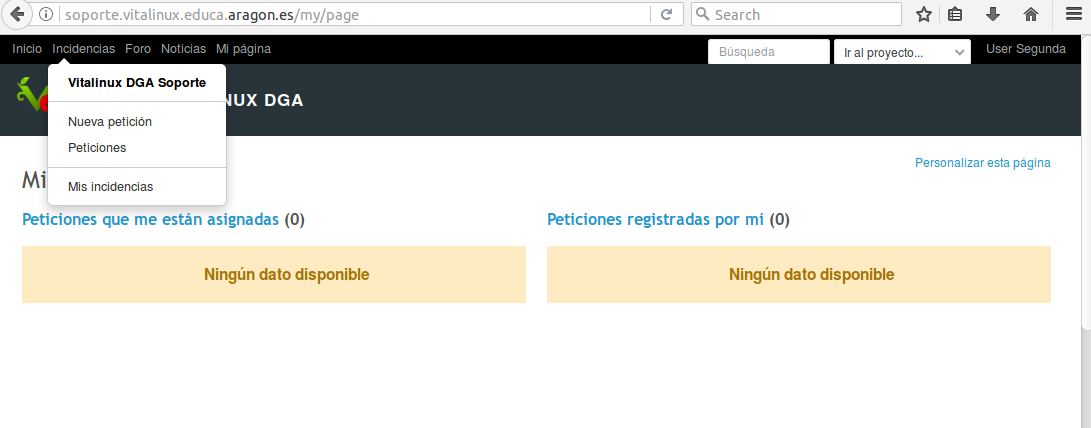 soporte.vitalinux.educa.aragon.es/my/page
Search
Inicio Incidencias Foro Noticias Mi página
Búsqueda
Ir al proyecto...
User Segunda
Vitalinux DGA Soporte
Nueva petición
Peticiones
Mis incidencias
NUX DGA
Personalizar esta página
Mi
Peticiones que me están asignadas (0)
Ningún dato disponible
Peticiones registradas por mí (0)
Ningún dato disponible